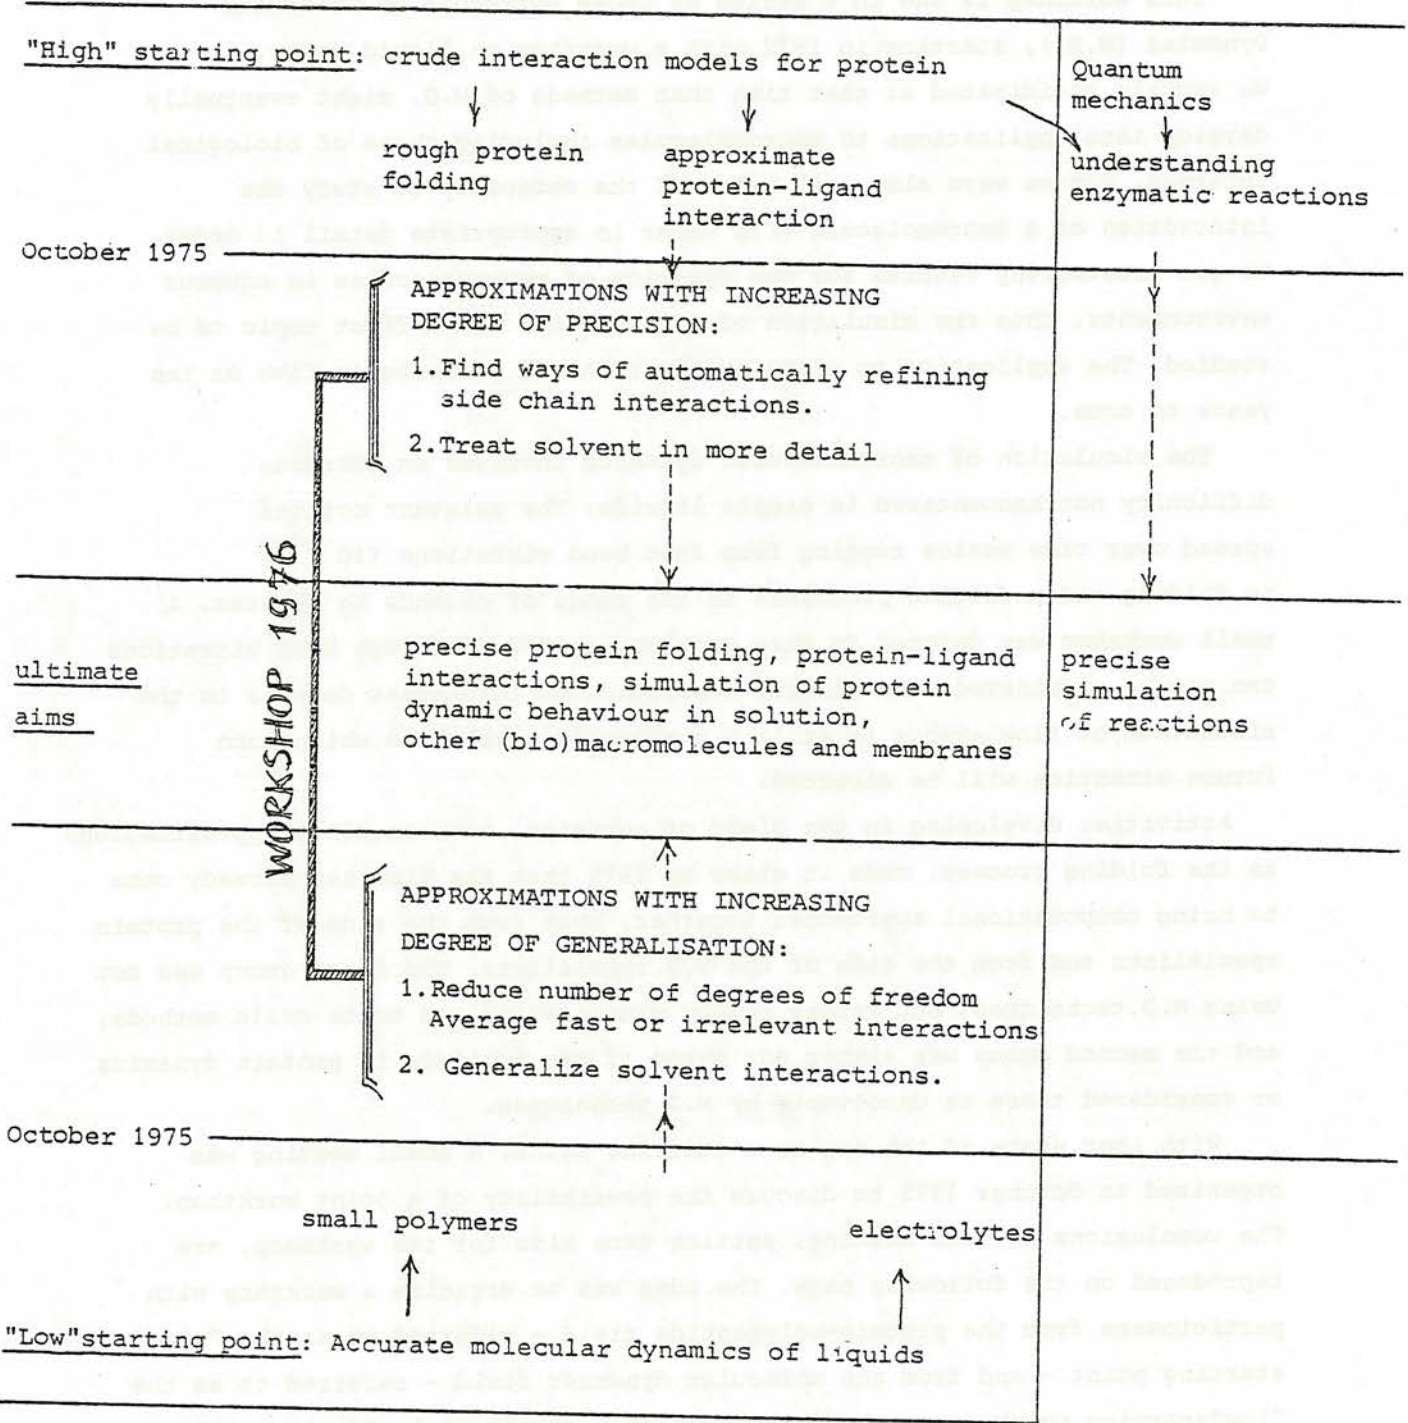 "High" starting point: crude interaction models for protein
Quantum
mechanics
rough protein
folding
approximate
protein-ligand
interaction
understanding
enzymatic reactions
October 1975
APPROXIMATIONS WITH INCREASING
DEGREE OF PRECISION:
1.Find ways of automatically refining
side chain interactions.
2.Treat solvent in more detail
WORKSHOP 1976
ultimate
aims
precise protein folding, protein-ligand
interactions, simulation of protein
dynamic behaviour in solution,
other (bio)macromolecules and membranes
precise
simulation
of reactions
APPROXIMATIONS WITH INCREASING
DEGREE OF GENERALISATION:
1.Reduce number of degrees of freedom
Average fast or irrelevant interactions
2. Generalize solvent interactions.
October 1975
small polymers
electrolytes
"Low"starting point: Accurate molecular dynamics of liquids